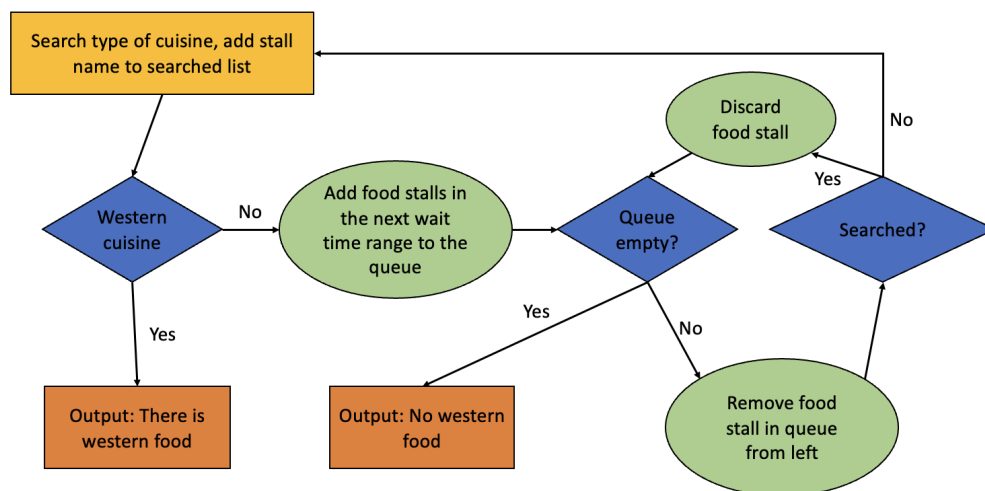 Search type of cuisine, add stall
name to searched list
Discard
food stall
No
Yes
Western
cuisine
No
Add food stalls in
the next wait
time range to the
queue
Queue
empty?
Searched?
Yes
Yes
No
Output: There is
western food
Output: No western
food
Remove food
stall in queue
from left